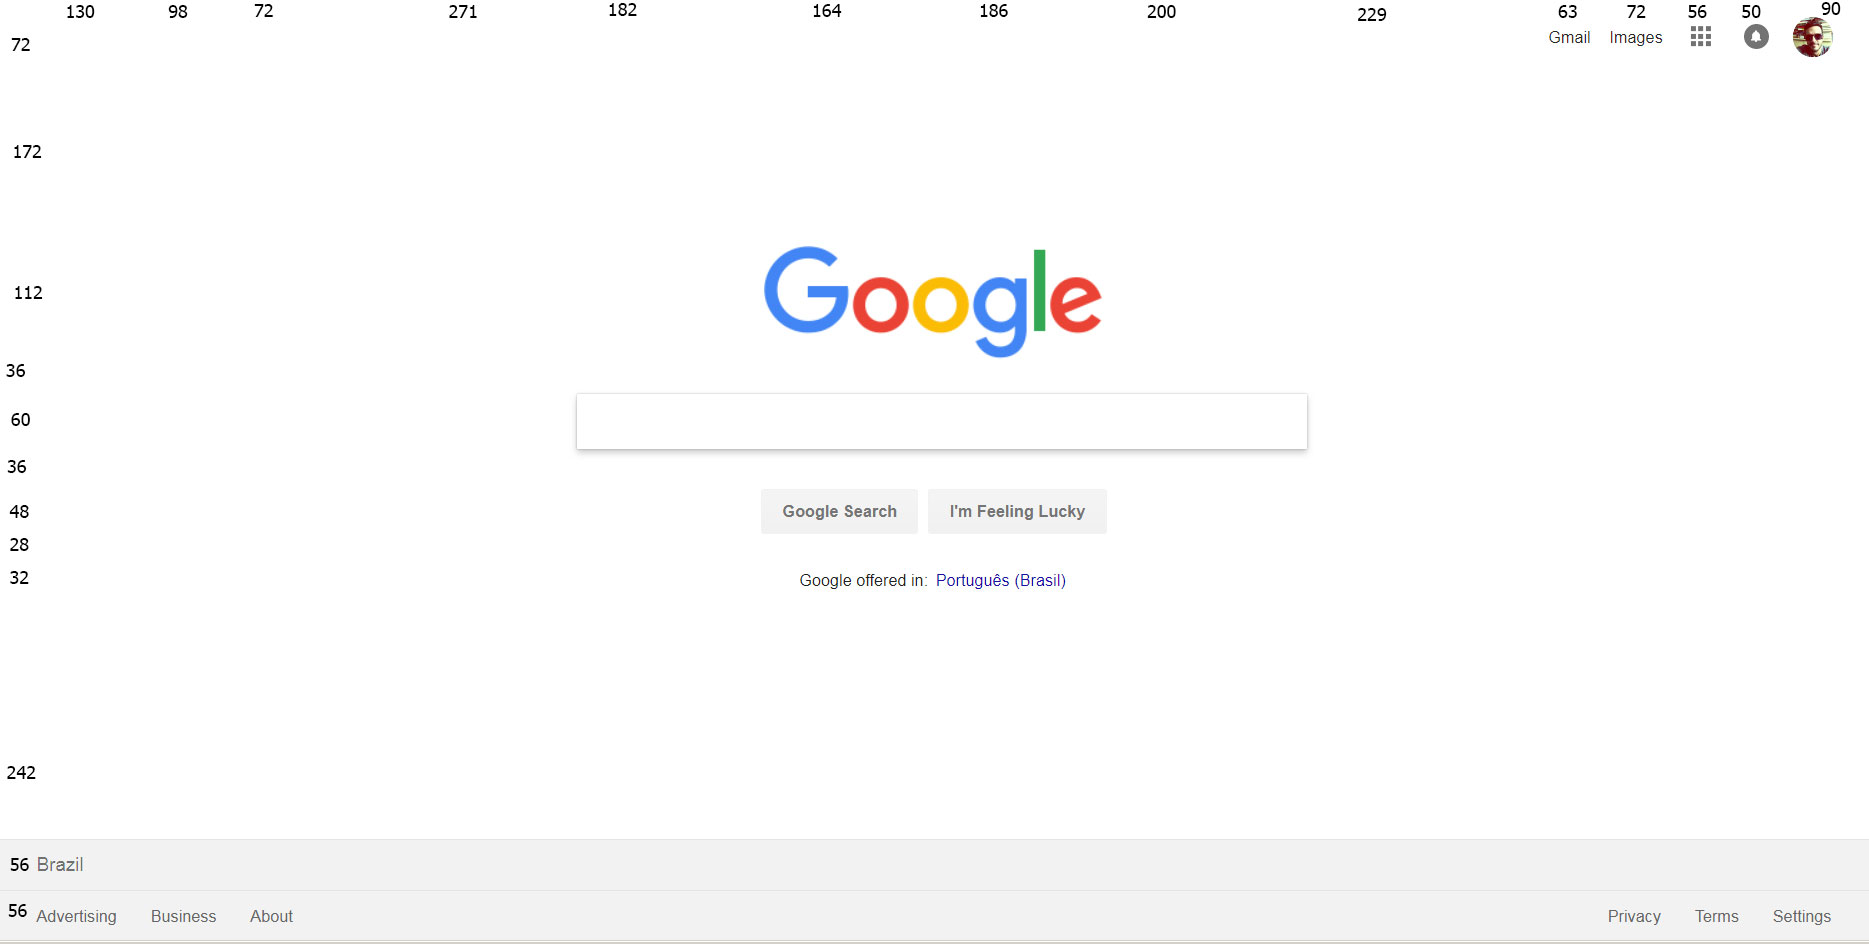 130 98 72 271 182 164 186 200 229 63 72 56 50 90
72 Gmail Images
172
112 Google
36
60
36
48 Google Search I'm Feeling Lucky
28
32 Google offered in: Português (Brasil)
242
56 Brazil
56 Advertising Business About Privacy Terms Settings